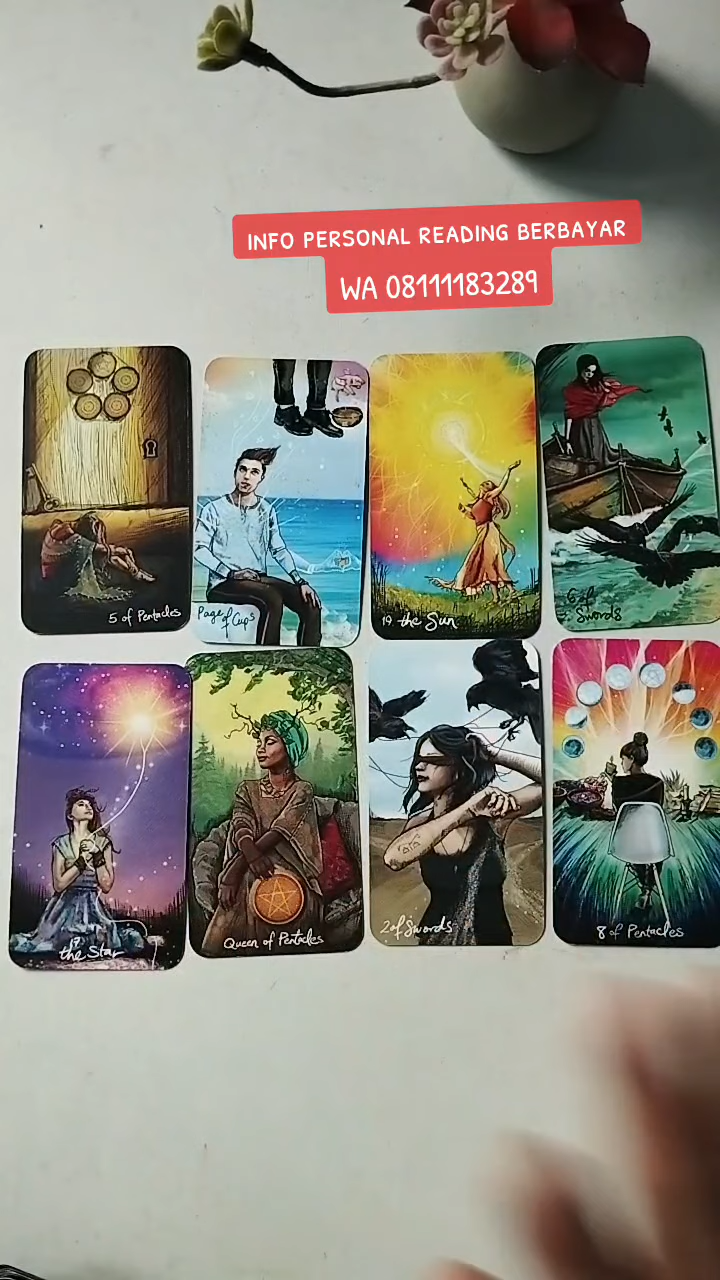 INFO PERSONAL READING BERBAYAR
WA 08111183289
5 of Pentacles
Page of Cups
19 the Sun
6 of Swords
the Star
Queen of Pentacles
2 of Swords
8 of Pentacles